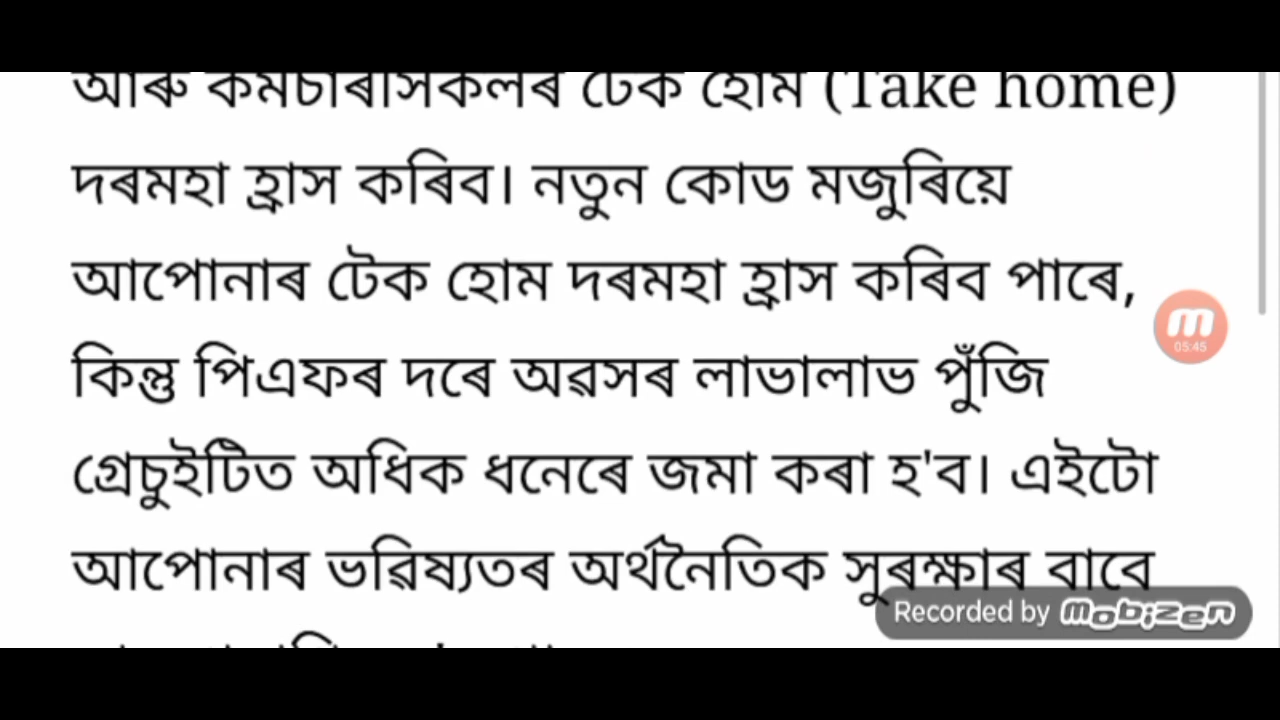 আৰু কৰ্মচাৰীসকলৰ টেক হোম (Take home)
দৰমহা হ্ৰাস কৰিব। নতুন কোড মজুৰিয়ে
আপোনাৰ টেক হোম দৰমহা হ্ৰাস কৰিব পাৰে,
কিন্তু পিএফৰ দৰে অৱসৰ লাভালাভ পুঁজি
গ্ৰেচুইটিত অধিক ধনেৰে জমা কৰা হ'ব। এইটো
আপোনাৰ ভৱিষ্যতৰ অৰ্থনৈতিক সুৰক্ষাৰ বাবে
05:45
Recorded by mobizen